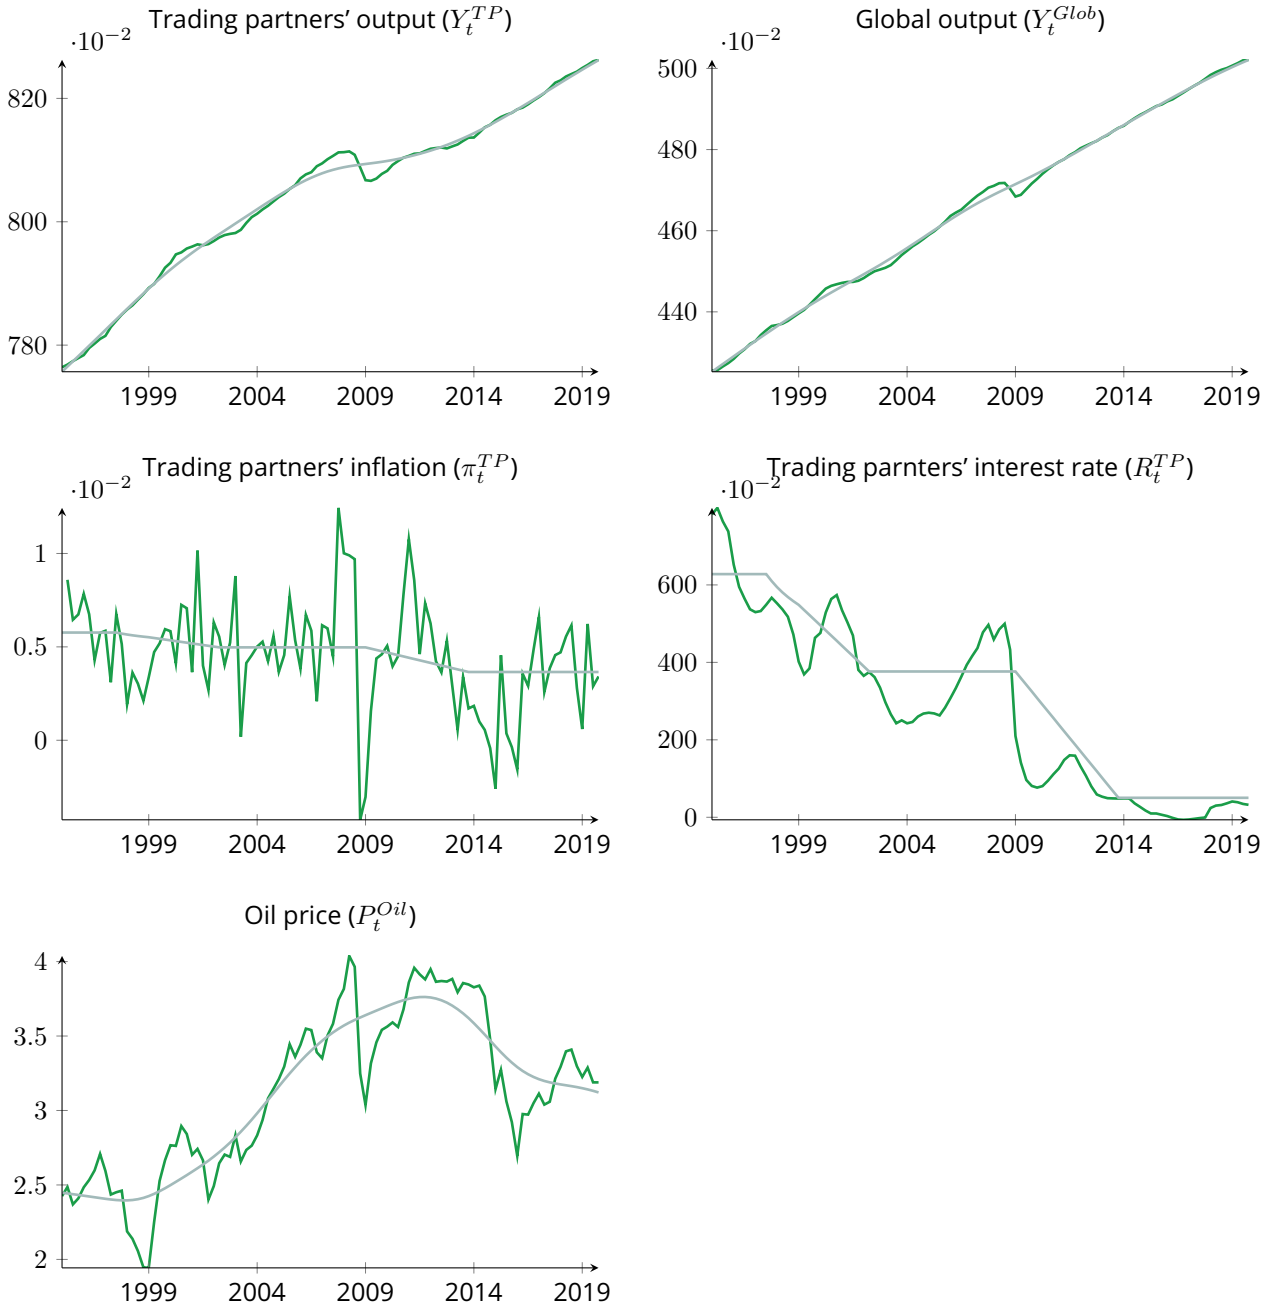 Trading partners’ output (Y_t^{TP})
·10^{−2}
820
800
780
1999 2004 2009 2014 2019
Global output (Y_t^{Glob})
·10^{−2}
500
480
460
440
1999 2004 2009 2014 2019
Trading partners’ inflation (π_t^{TP})
·10^{−2}
1
0.5
0
1999 2004 2009 2014 2019
Trading parnters’ interest rate (R_t^{TP})
·10^{−2}
600
400
200
0
1999 2004 2009 2014 2019
Oil price (P_t^{Oil})
4
3.5
3
2.5
2
1999 2004 2009 2014 2019